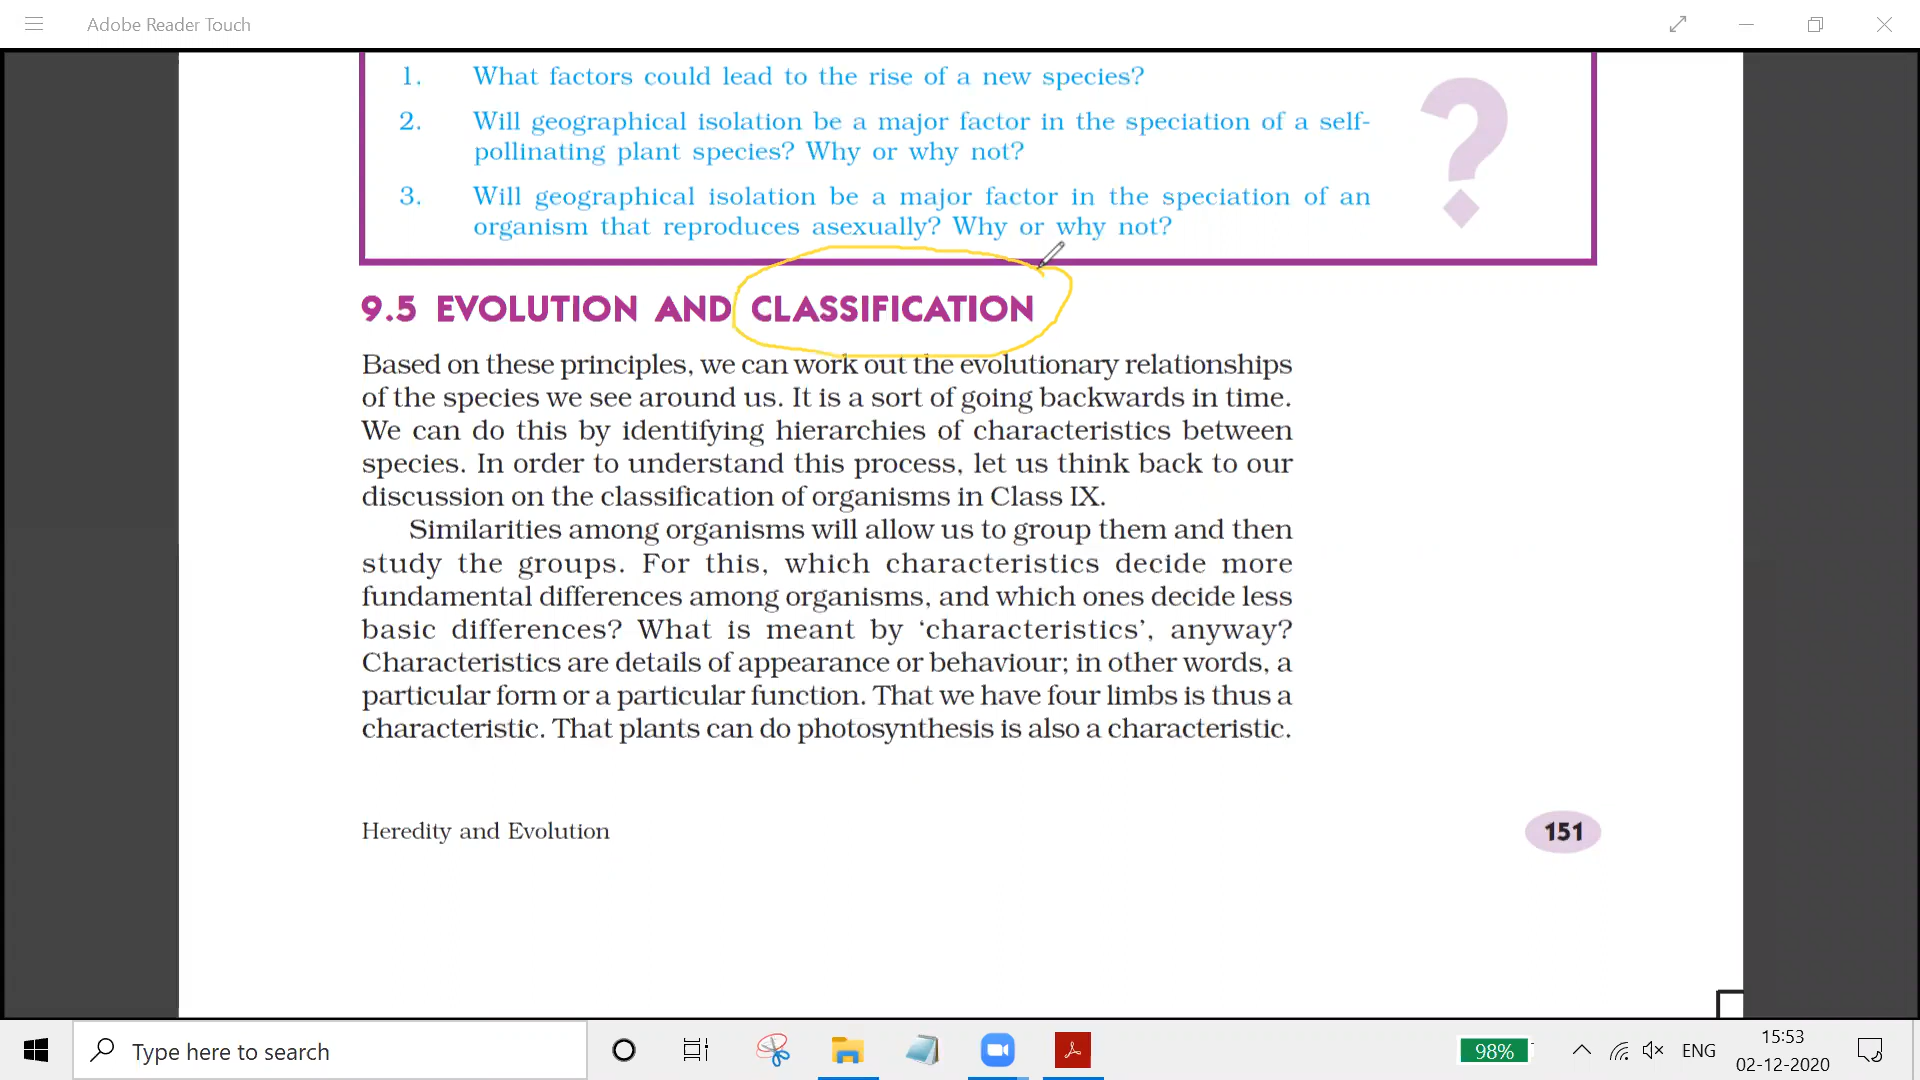 Adobe Reader Touch
1. What factors could lead to the rise of a new species?
2. Will geographical isolation be a major factor in the speciation of a self-
pollinating plant species? Why or why not?
3. Will geographical isolation be a major factor in the speciation of an
organism that reproduces asexually? Why or why not?
?
9.5 EVOLUTION AND CLASSIFICATION
Based on these principles, we can work out the evolutionary relationships
of the species we see around us. It is a sort of going backwards in time.
We can do this by identifying hierarchies of characteristics between
species. In order to understand this process, let us think back to our
discussion on the classification of organisms in Class IX.
Similarities among organisms will allow us to group them and then
study the groups. For this, which characteristics decide more
fundamental differences among organisms, and which ones decide less
basic differences? What is meant by ‘characteristics’, anyway?
Characteristics are details of appearance or behaviour; in other words, a
particular form or a particular function. That we have four limbs is thus a
characteristic. That plants can do photosynthesis is also a characteristic.
Heredity and Evolution
151
Type here to search
98%
ENG
15:53
02-12-2020